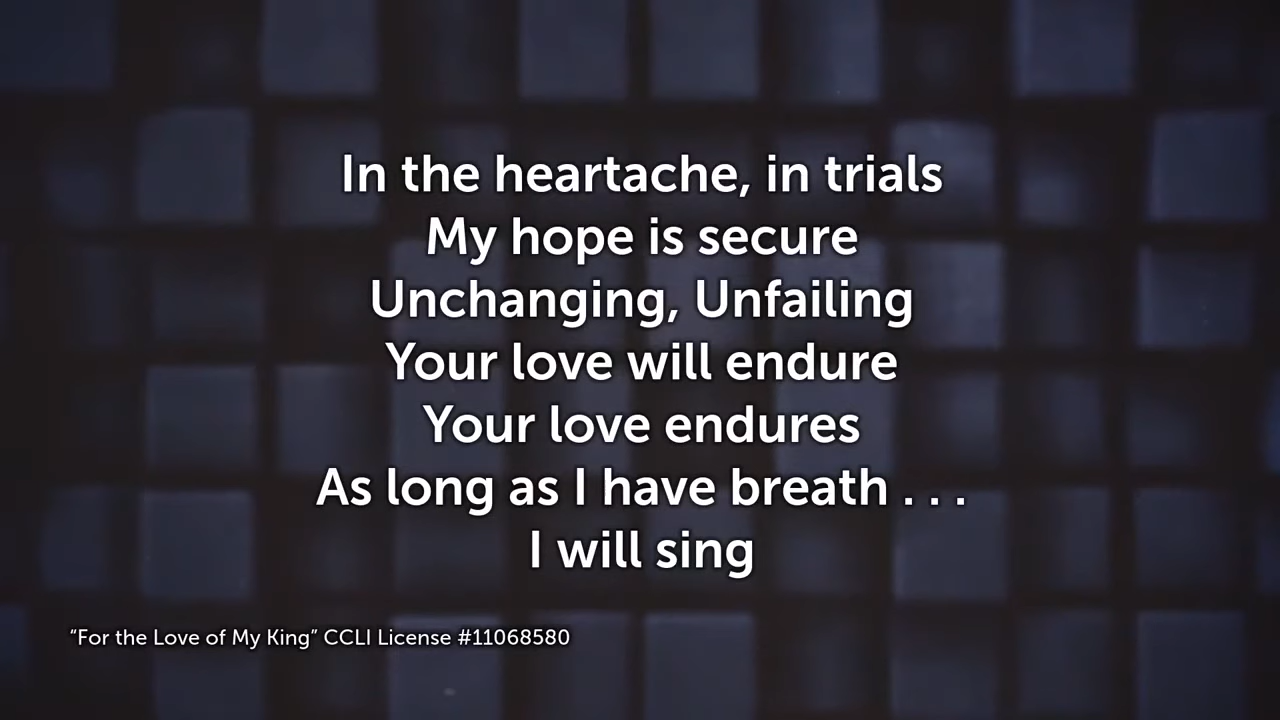 In the heartache, in trials
My hope is secure
Unchanging, Unfailing
Your love will endure
Your love endures
As long as I have breath . . .
I will sing
“For the Love of My King” CCLI License #11068580